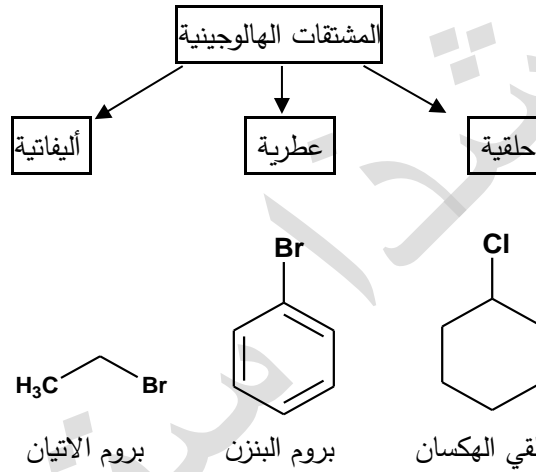 المشتقات الهالوجينية
حلقية عطرية أليفاتية
Cl
Br
H₃C Br
الهكسان بروم البنزن بروم الاتيان